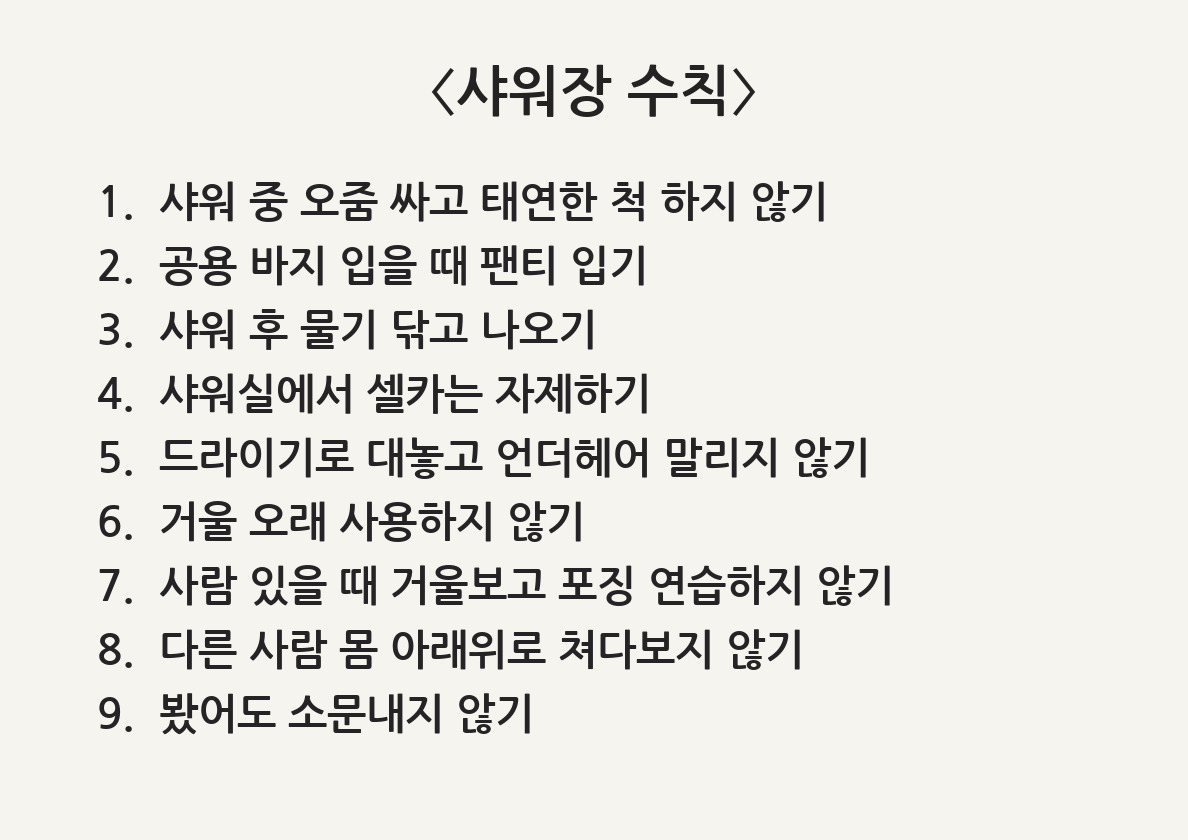 〈샤워장 수칙〉
1. 샤워 중 오줌 싸고 태연한 척 하지 않기
2. 공용 바지 입을 때 팬티 입기
3. 샤워 후 물기 닦고 나오기
4. 샤워실에서 셀카는 자제하기
5. 드라이기로 대놓고 언더헤어 말리지 않기
6. 거울 오래 사용하지 않기
7. 사람 있을 때 거울보고 포징 연습하지 않기
8. 다른 사람 몸 아래위로 쳐다보지 않기
9. 봤어도 소문내지 않기